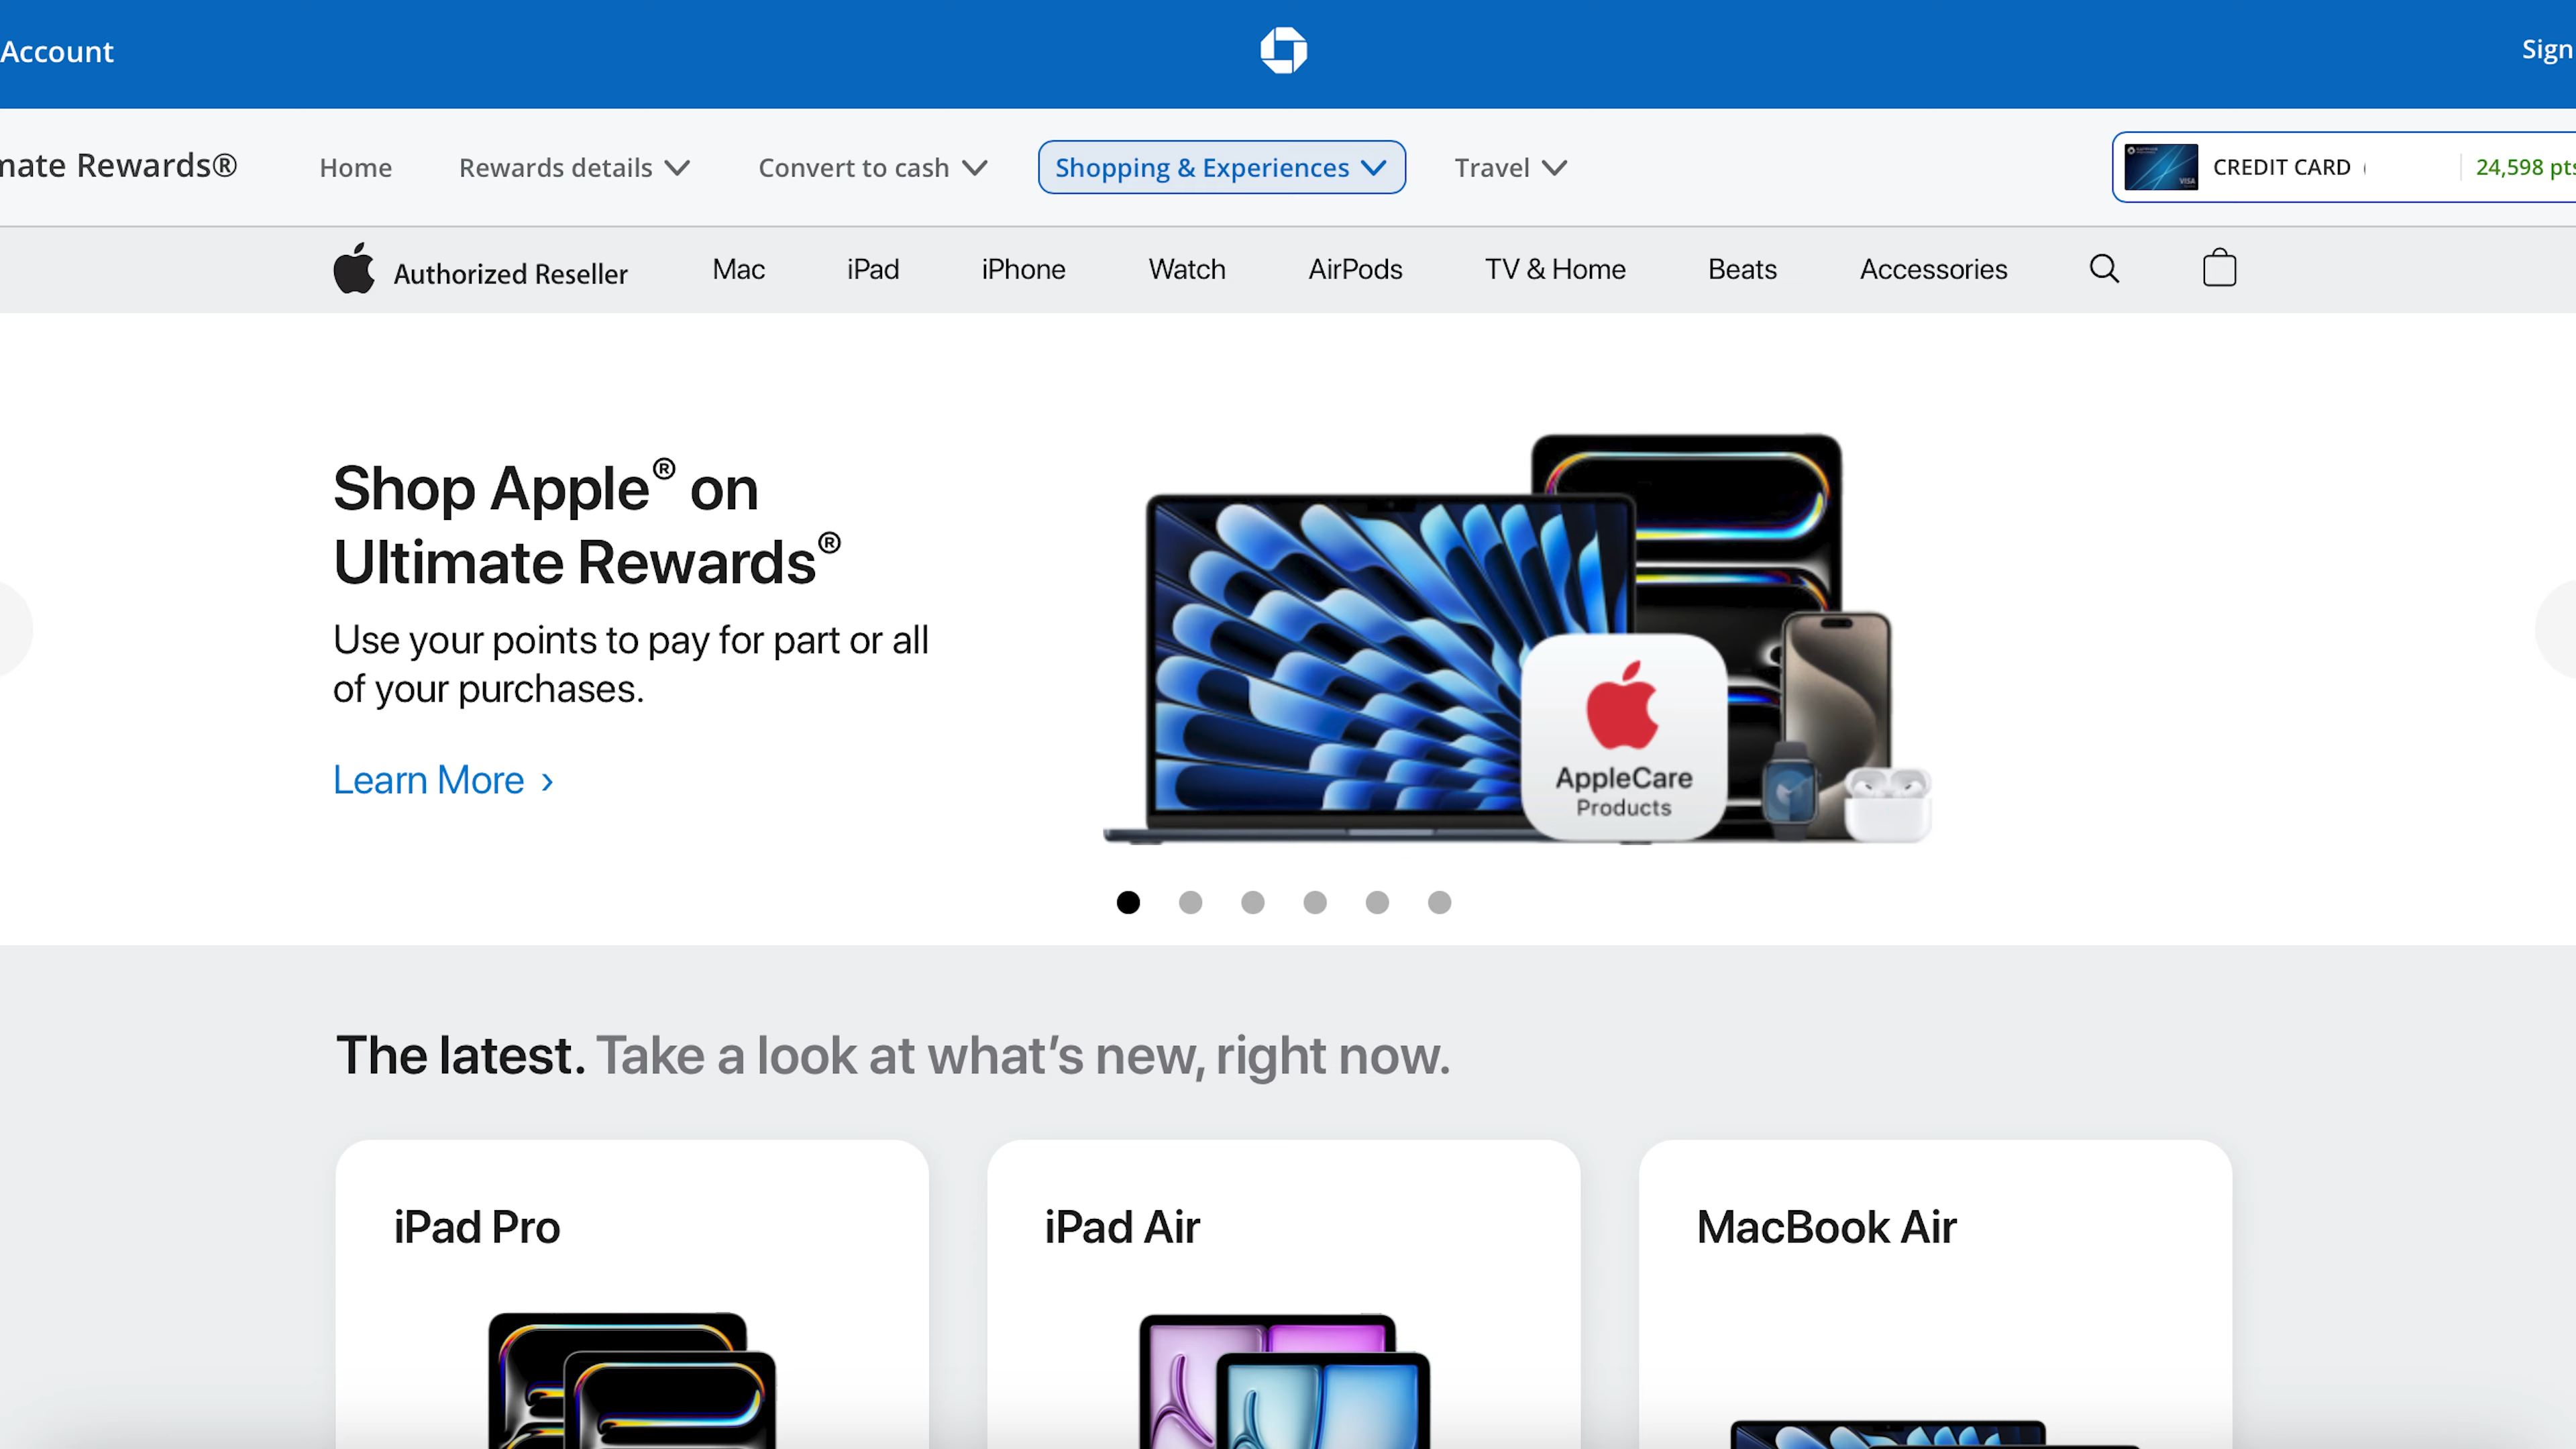 Account
Sign
mate Rewards®
Home
Rewards details
Convert to cash
Shopping & Experiences
Travel
VISA
CREDIT CARD (
24,598 pts
Authorized Reseller
Mac
iPad
iPhone
Watch
AirPods
TV & Home
Beats
Accessories
Shop Apple® on
Ultimate Rewards®
Use your points to pay for part or all
of your purchases.
Learn More ›
AppleCare
Products
The latest. Take a look at what’s new, right now.
iPad Pro
iPad Air
MacBook Air